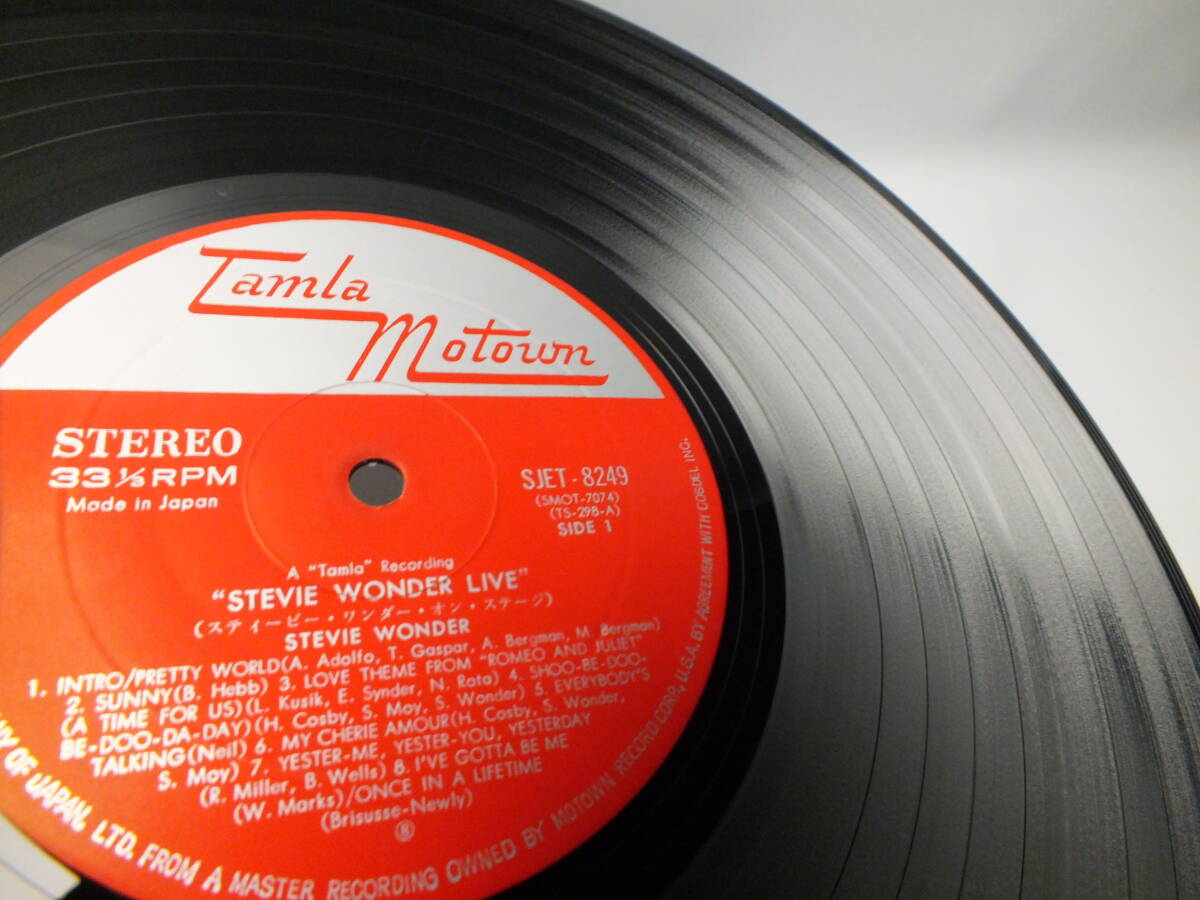 Tamla
Motown
STEREO
33 1/3 RPM
Made in Japan
SJET-8249
(SMOT-7074)
(TS-298-A)
SIDE 1
A "Tamla" Recording
"STEVIE WONDER LIVE"
(スティービー・ワンダー・オン・ステージ)
STEVIE WONDER
1. INTRO/PRETTY WORLD(A. Adolfo, T. Gaspar, A. Bergman, M. Bergman)
2. SUNNY(B. Hebb) 3. LOVE THEME FROM "ROMEO AND JULIET"
(A TIME FOR US)(L. Kusik, E. Synder, N. Rota) 4. SHOO-BE-DOO-
BE-DOO-DA-DAY)(H. Cosby, S. Moy, S. Wonder) 5. EVERYBODY'S
TALKING(Neil) 6. MY CHERIE AMOUR(H. Cosby, S. Wonder,
S. Moy) 7. YESTER-ME, YESTER-YOU, YESTERDAY
(R. Miller, B. Wells) 8. I'VE GOTTA BE ME
(W. Marks)/ONCE IN A LIFETIME
(Brisusse-Newly)
NY OF JAPAN, LTD. FROM A MASTER RECORDING OWNED BY MOTOWN RECORD CORP., U.S.A. BY AGREEMENT WITH COSDEL INC.